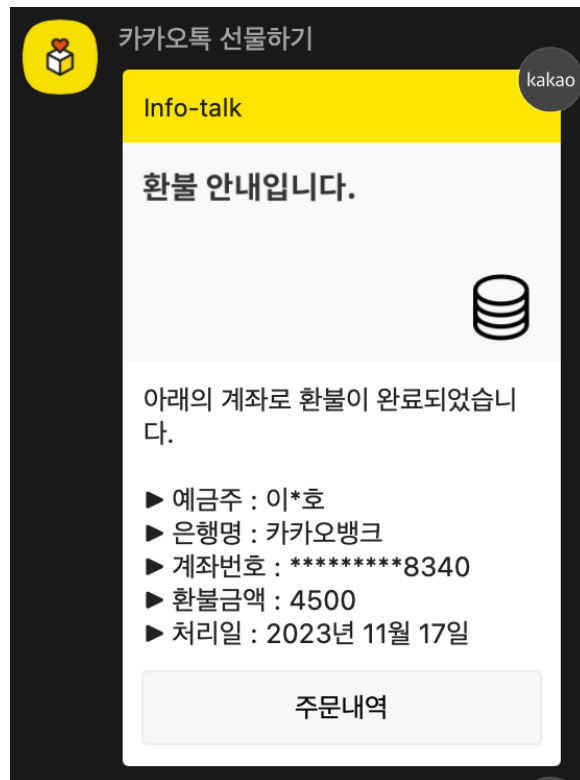 카카오톡 선물하기
kakao
Info-talk
환불 안내입니다.
아래의 계좌로 환불이 완료되었습니
다.
▶ 예금주 : 이*호
▶ 은행명 : 카카오뱅크
▶ 계좌번호 : *********8340
▶ 환불금액 : 4500
▶ 처리일 : 2023년 11월 17일
주문내역